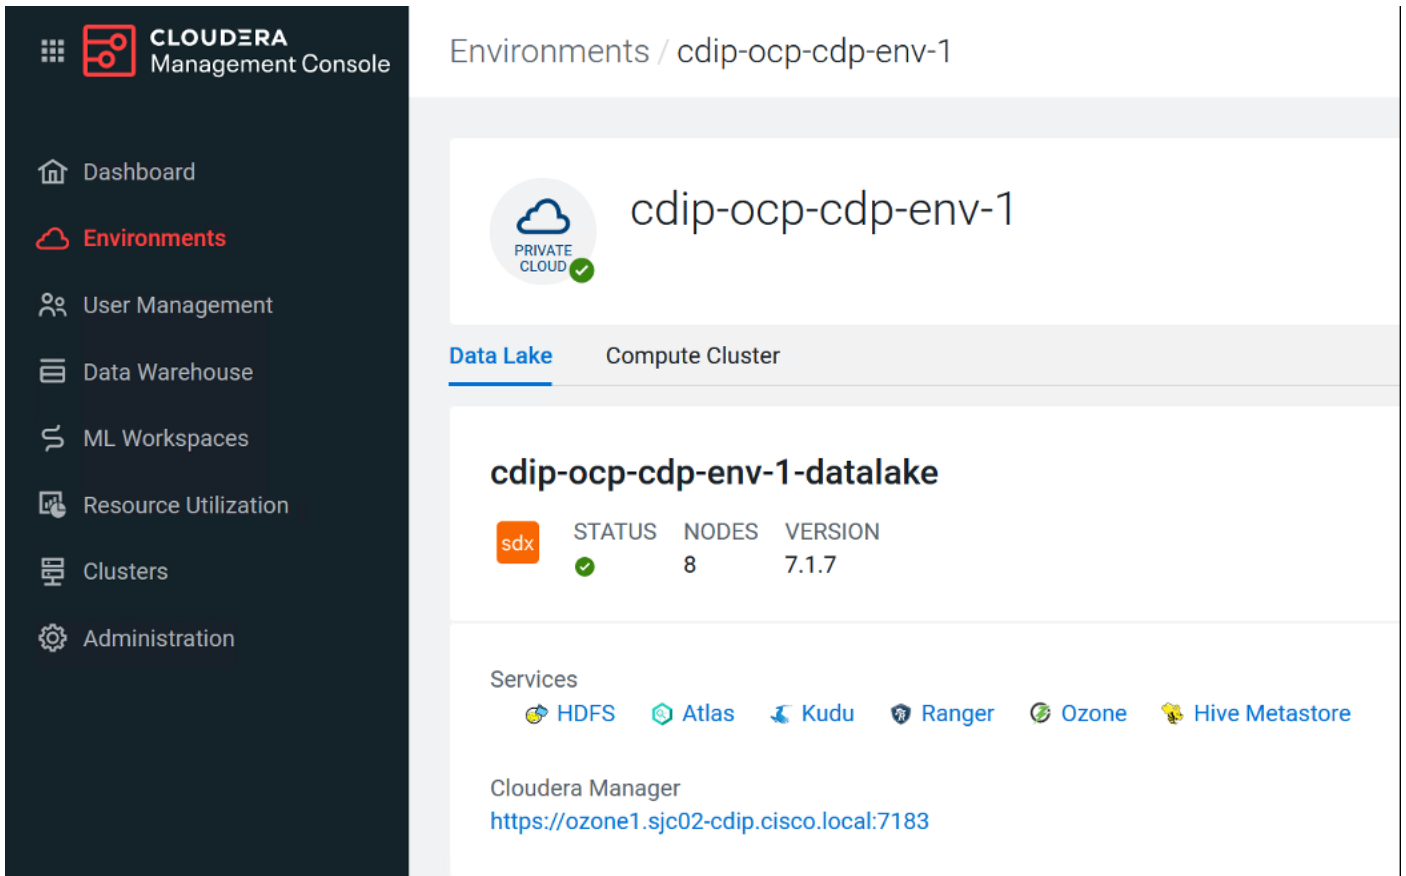 CLOUDERA
Management Console
Dashboard
Environments
User Management
Data Warehouse
ML Workspaces
Resource Utilization
Clusters
Administration
Environments / cdip-ocp-cdp-env-1
PRIVATE
CLOUD
cdip-ocp-cdp-env-1
Data Lake Compute Cluster
cdip-ocp-cdp-env-1-datalake
sdx
STATUS NODES VERSION
8 7.1.7
Services
HDFS Atlas Kudu Ranger Ozone Hive Metastore
Cloudera Manager
https://ozone1.sjc02-cdip.cisco.local:7183